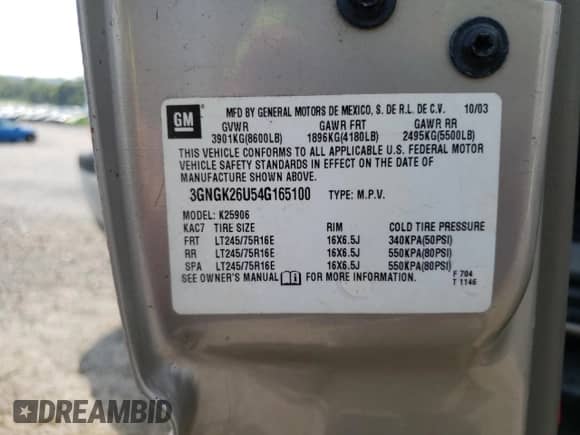 GM
MFD BY GENERAL MOTORS DE MEXICO, S. DE R.L. DE C.V. 10/03
GVWR GAWR FRT GAWR RR
3901KG(8600LB) 1896KG(4180LB) 2495KG(5500LB)
THIS VEHICLE CONFORMS TO ALL APPLICABLE U.S. FEDERAL MOTOR
VEHICLE SAFETY STANDARDS IN EFFECT ON THE DATE OF
MANUFACTURE SHOWN ABOVE.
3GNGK26U54G165100 TYPE: M.P.V.
MODEL: K25906
KAC7 TIRE SIZE RIM COLD TIRE PRESSURE
FRT LT245/75R16E 16X6.5J 340KPA(50PSI)
RR LT245/75R16E 16X6.5J 550KPA(80PSI)
SPA LT245/75R16E 16X6.5J 550KPA(80PSI)
SEE OWNER'S MANUAL FOR MORE INFORMATION.
F 704
T 1146
DREAMBID